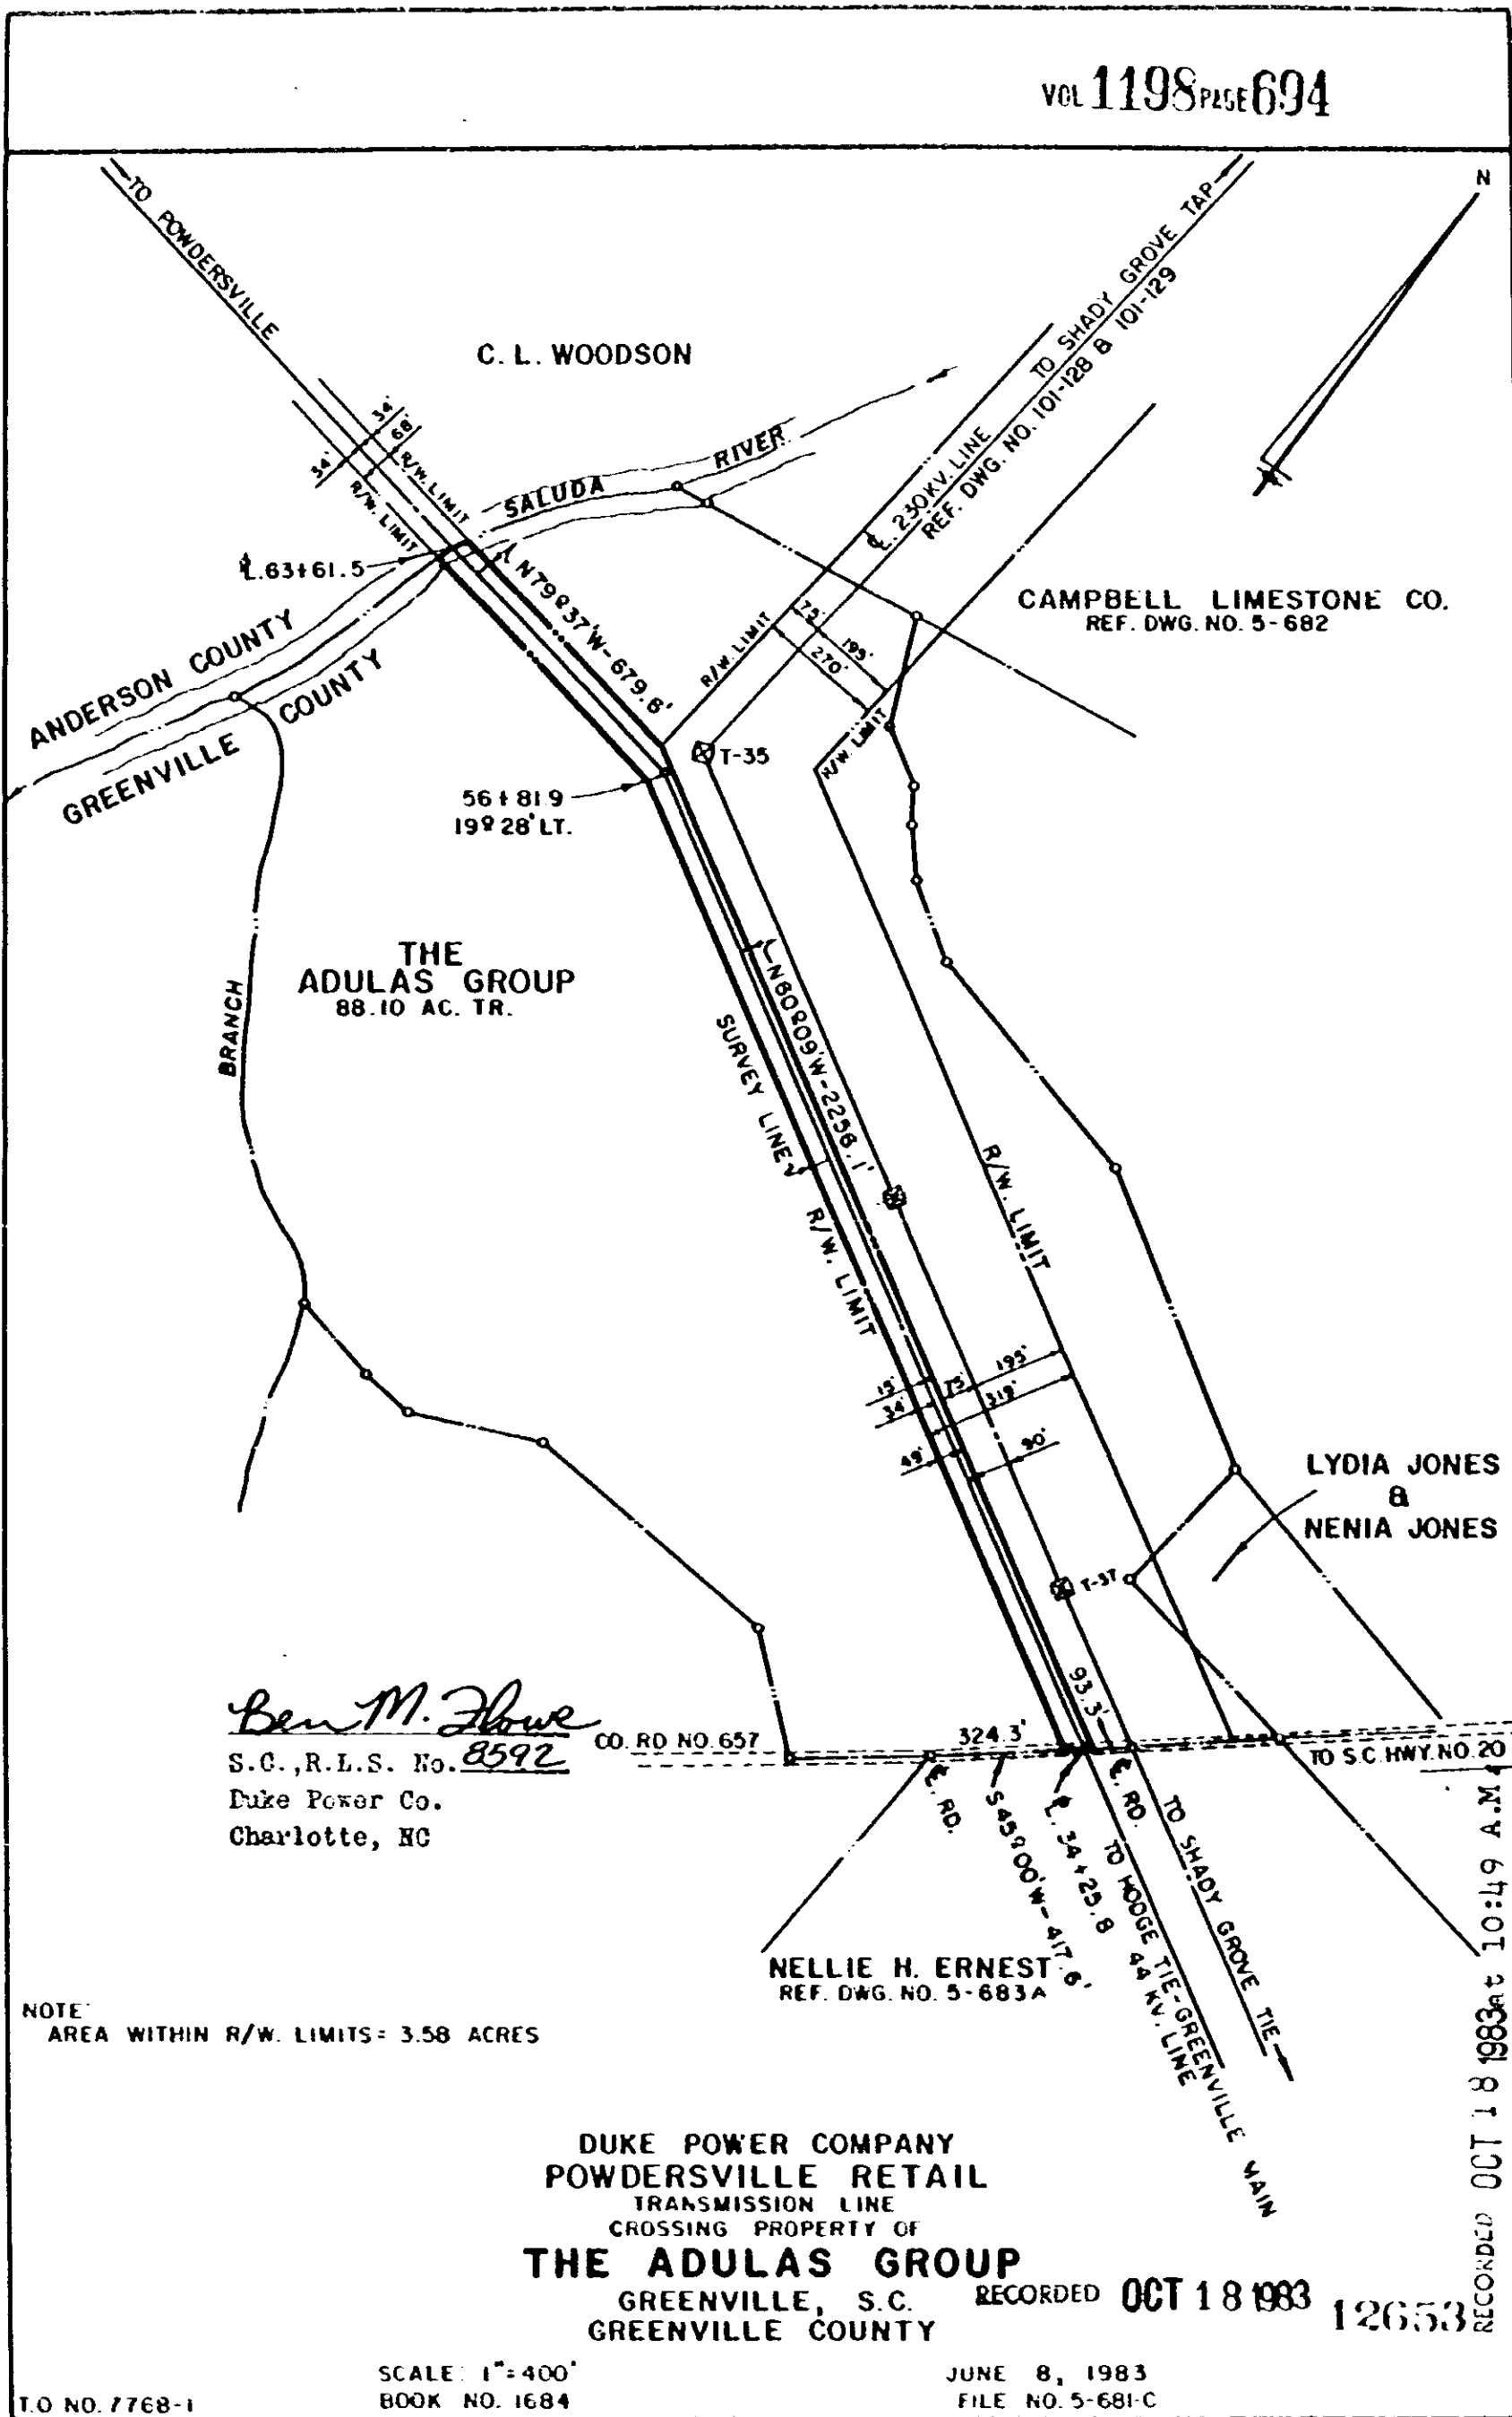 VOL 1198 PAGE 694
N
TO POWDERSVILLE
TO SHADY GROVE TAP
C. L. WOODSON
℄. 230 KV. LINE
REF. DWG. NO. 101-128 & 101-129
34'
68'
34'
R/W. LIMIT
R/W. LIMIT
SALUDA RIVER
℄. 63+61.5
N79°37'W-679.6'
CAMPBELL LIMESTONE CO.
REF. DWG. NO. 5-682
ANDERSON COUNTY
GREENVILLE COUNTY
R/W. LIMIT
75'
195'
270'
R/W. LIMIT
T-35
56+81.9
19°28' LT.
THE
ADULAS GROUP
88.10 AC. TR.
BRANCH
N60°09'W-2256.1'
SURVEY LINE
R/W. LIMIT
R/W. LIMIT
15'
34'
75'
195'
319'
49'
90'
LYDIA JONES
&
NENIA JONES
T-37
Ben M. Flowe
S.C.,R.L.S. No. 8592
Duke Power Co.
Charlotte, NC
CO. RD NO. 657
324.3'
93.3'
TO S.C. HWY. NO. 20
℄. RD.
S45°00'W-417.6'
℄. 34+25.8
℄. RD.
TO HODGE TIE-GREENVILLE MAIN
44 KV. LINE
TO SHADY GROVE TIE
NELLIE H. ERNEST
REF. DWG. NO. 5-683A
NOTE:
AREA WITHIN R/W. LIMITS = 3.58 ACRES
DUKE POWER COMPANY
POWDERSVILLE RETAIL
TRANSMISSION LINE
CROSSING PROPERTY OF
THE ADULAS GROUP
GREENVILLE, S.C.
GREENVILLE COUNTY
RECORDED OCT 18 1983
12653
RECORDED OCT 18 1983 at 10:49 A.M.
SCALE: 1"=400'
BOOK NO. 1684
JUNE 8, 1983
FILE NO. 5-681-C
T.O NO. 7768-1